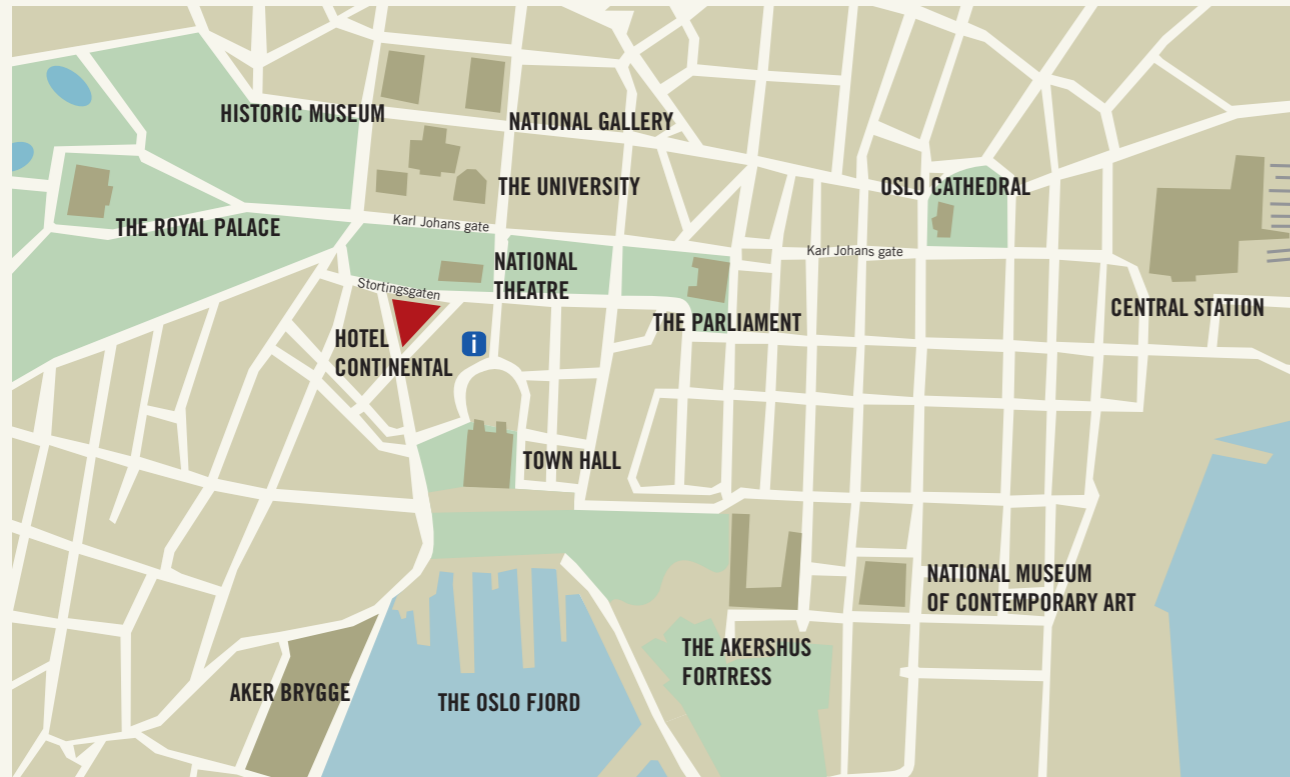 HISTORIC MUSEUM
NATIONAL GALLERY
THE UNIVERSITY
OSLO CATHEDRAL
THE ROYAL PALACE
Karl Johans gate
Karl Johans gate
NATIONAL
THEATRE
Stortingsgaten
CENTRAL STATION
THE PARLIAMENT
HOTEL
CONTINENTAL
i
TOWN HALL
NATIONAL MUSEUM
OF CONTEMPORARY ART
THE AKERSHUS
FORTRESS
AKER BRYGGE
THE OSLO FJORD